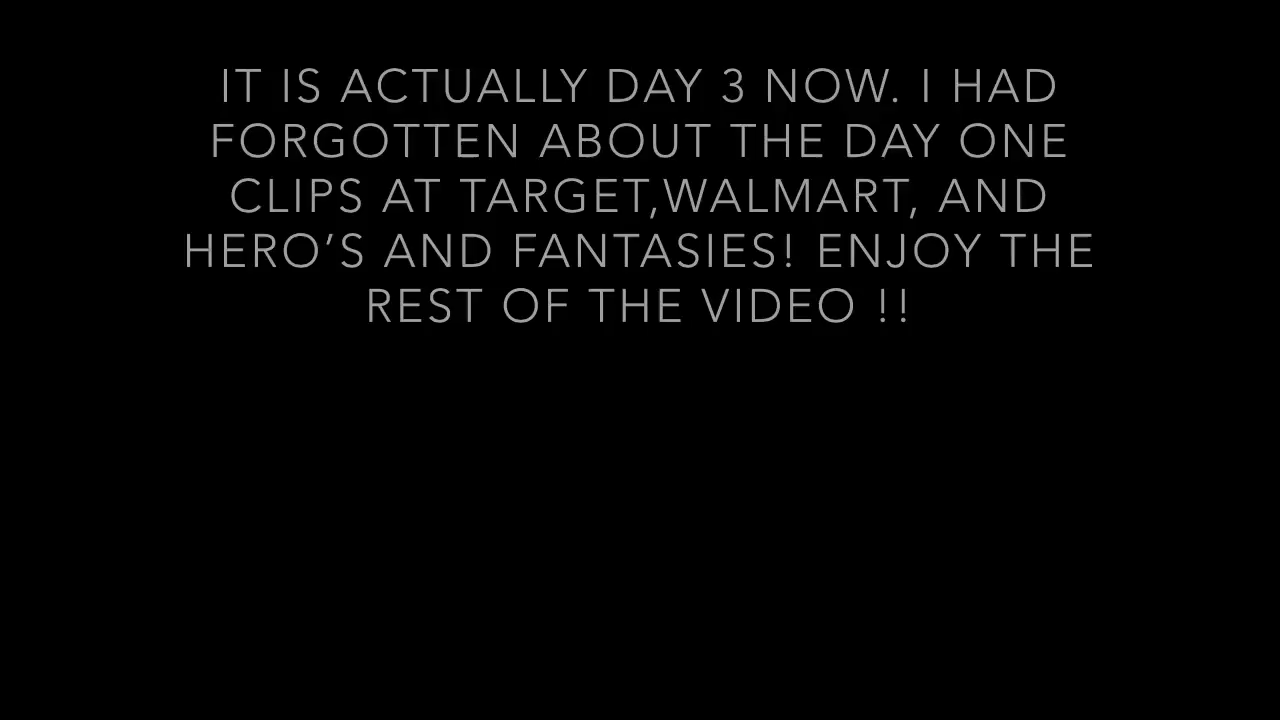 IT IS ACTUALLY DAY 3 NOW. I HAD
FORGOTTEN ABOUT THE DAY ONE
CLIPS AT TARGET,WALMART, AND
HERO’S AND FANTASIES! ENJOY THE
REST OF THE VIDEO !!